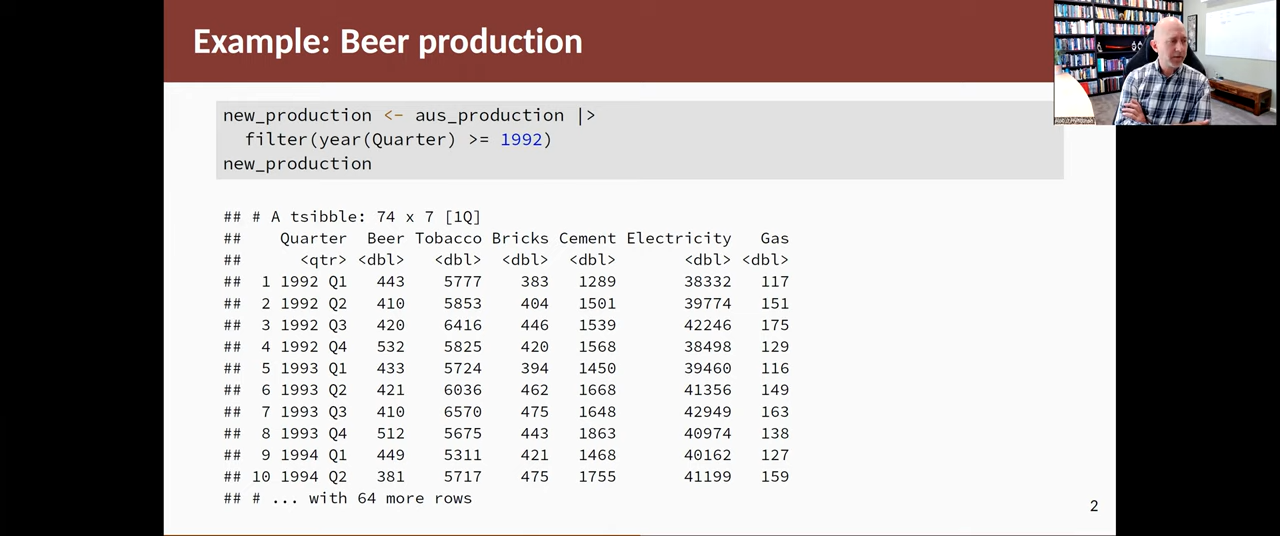 Example: Beer production
new_production <- aus_production |>
  filter(year(Quarter) >= 1992)
new_production
## # A tsibble: 74 x 7 [1Q]
##    Quarter  Beer Tobacco Bricks Cement Electricity   Gas
##      <qtr> <dbl>   <dbl>  <dbl>  <dbl>       <dbl> <dbl>
##  1 1992 Q1   443    5777    383   1289       38332   117
##  2 1992 Q2   410    5853    404   1501       39774   151
##  3 1992 Q3   420    6416    446   1539       42246   175
##  4 1992 Q4   532    5825    420   1568       38498   129
##  5 1993 Q1   433    5724    394   1450       39460   116
##  6 1993 Q2   421    6036    462   1668       41356   149
##  7 1993 Q3   410    6570    475   1648       42949   163
##  8 1993 Q4   512    5675    443   1863       40974   138
##  9 1994 Q1   449    5311    421   1468       40162   127
## 10 1994 Q2   381    5717    475   1755       41199   159
## # ... with 64 more rows
2